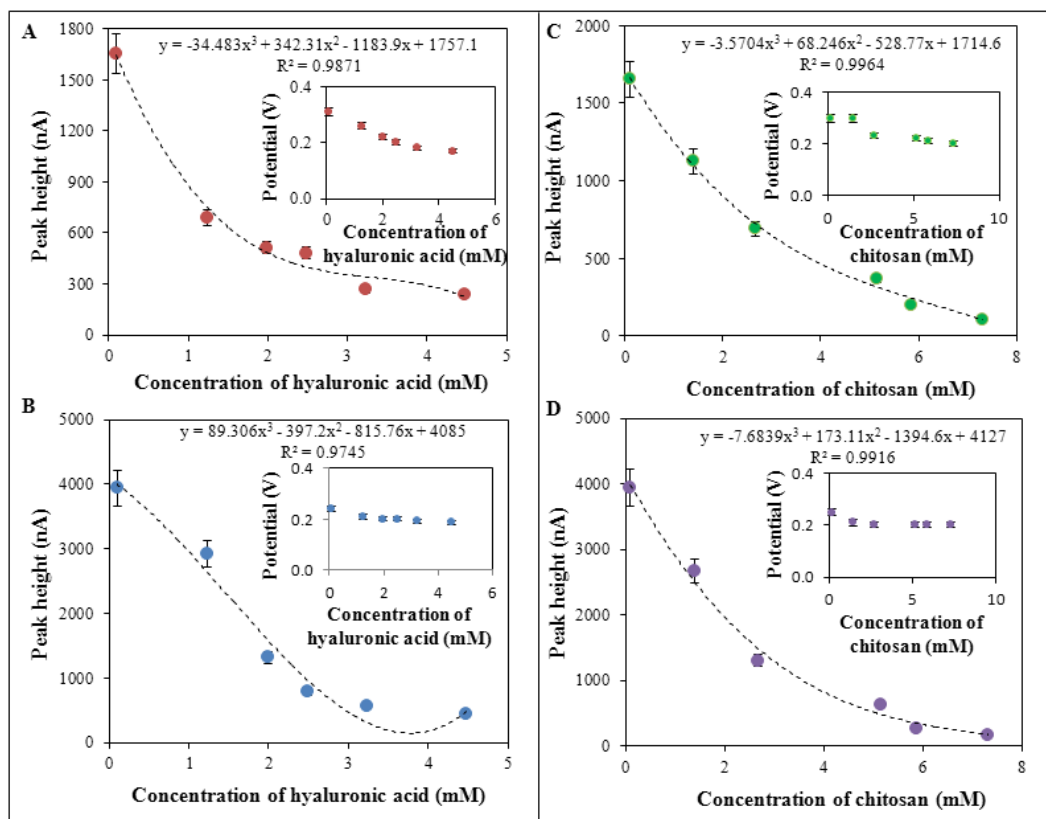 A
y = -34.483x³ + 342.31x² - 1183.9x + 1757.1
R² = 0.9871
Peak height (nA)
1800
1500
1200
900
600
300
0
0 1 2 3 4 5
Concentration of hyaluronic acid (mM)
Potential (V)
0.4
0.2
0.0
0 2 4 6
Concentration of
hyaluronic acid (mM)
B
y = 89.306x³ - 397.2x² - 815.76x + 4085
R² = 0.9745
Peak height (nA)
5000
4000
3000
2000
1000
0
0 1 2 3 4 5
Concentration of hyaluronic acid (mM)
Potential (V)
0.4
0.2
0.0
0 2 4 6
Concentration of
hyaluronic acid (mM)
C
y = -3.5704x³ + 68.246x² - 528.77x + 1714.6
R² = 0.9964
Peak height (nA)
2000
1500
1000
500
0
0 2 4 6 8
Concentration of chitosan (mM)
Potential (V)
0.4
0.2
0.0
0 5 10
Concentration of
chitosan (mM)
D
y = -7.6839x³ + 173.11x² - 1394.6x + 4127
R² = 0.9916
Peak height (nA)
5000
4000
3000
2000
1000
0
0 2 4 6 8
Concentration of chitosan (mM)
Potential (V)
0.4
0.2
0.0
0 5 10
Concentration of
chitosan (mM)